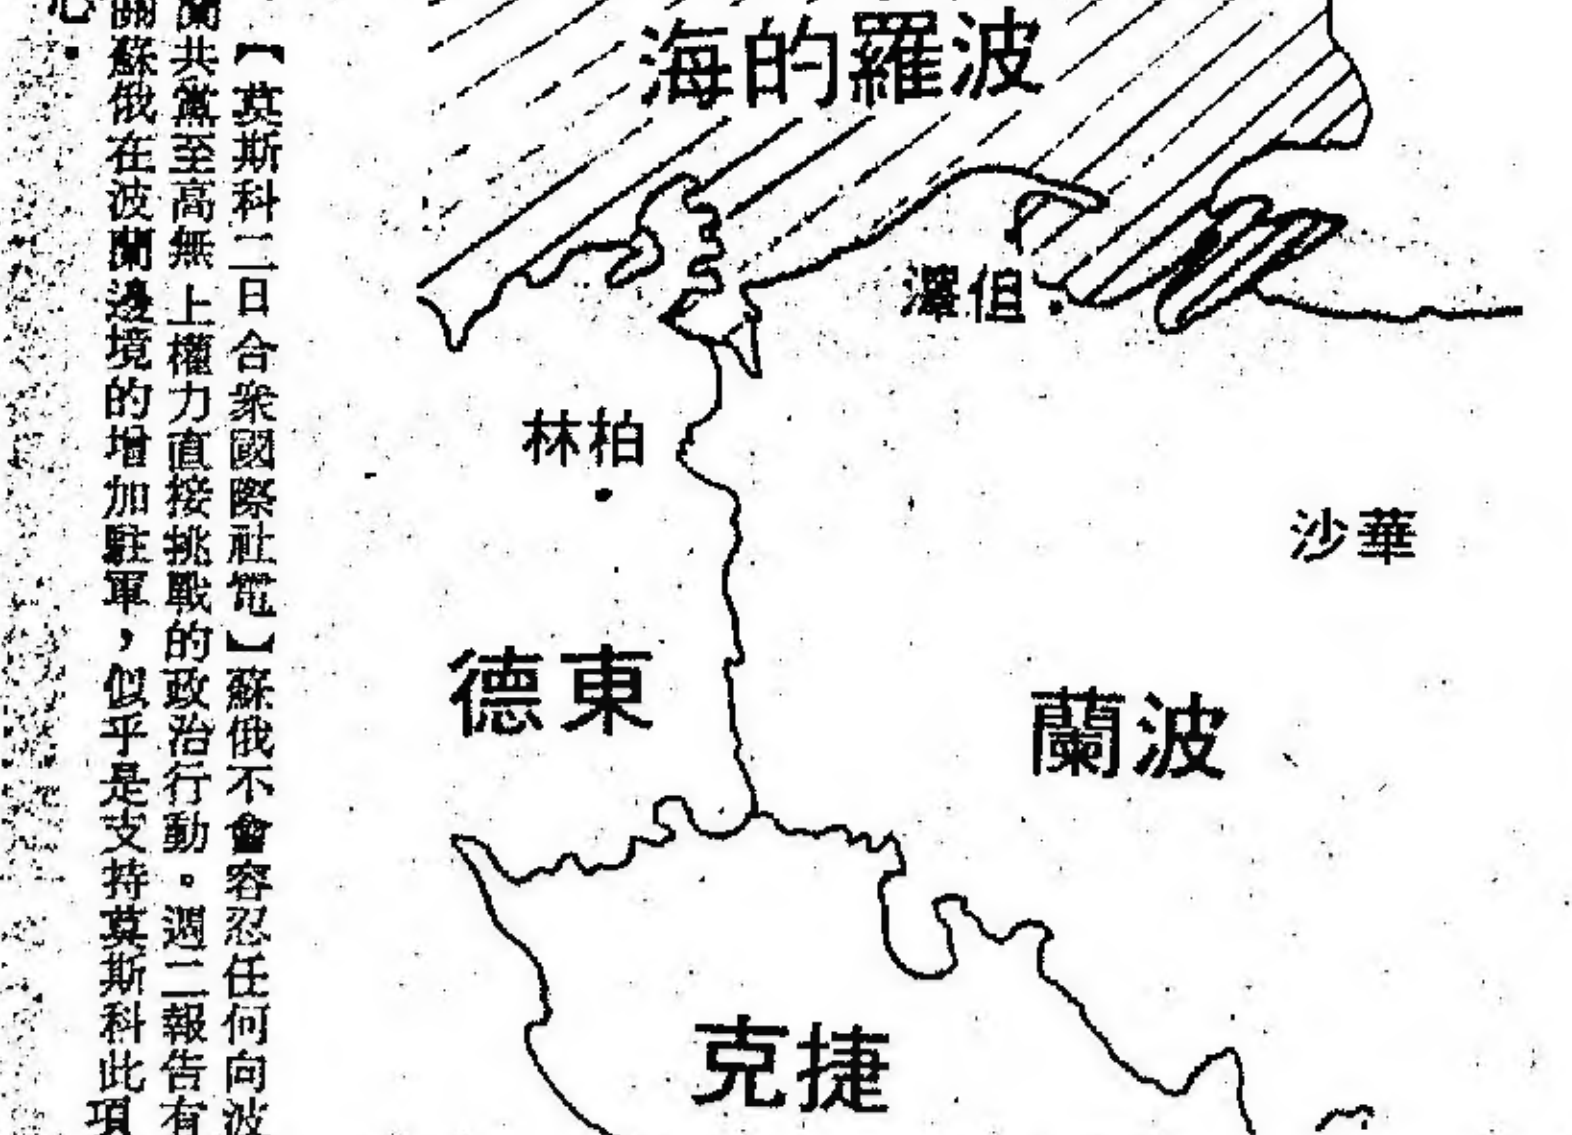 波羅的海
但澤
柏林
華沙
東德
波蘭
捷克
【莫斯科二日合衆國際社電】蘇俄不會容忍任何向波
蘭共黨至高無上權力直接挑戰的政治行動。週二報告有
關蘇俄在波蘭邊境的增加駐軍，似乎是支持莫斯科此項
心。